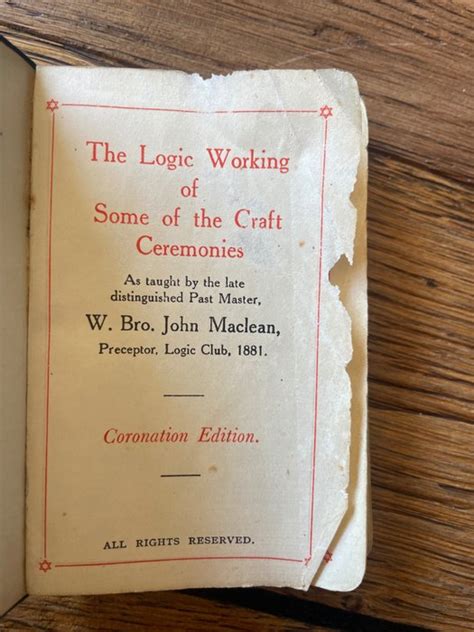 The Logic Working
of
Some of the Craft
Ceremonies
As taught by the late
distinguished Past Master,
W. Bro. John Maclean,
Preceptor, Logic Club, 1881.
Coronation Edition.
ALL RIGHTS RESERVED.